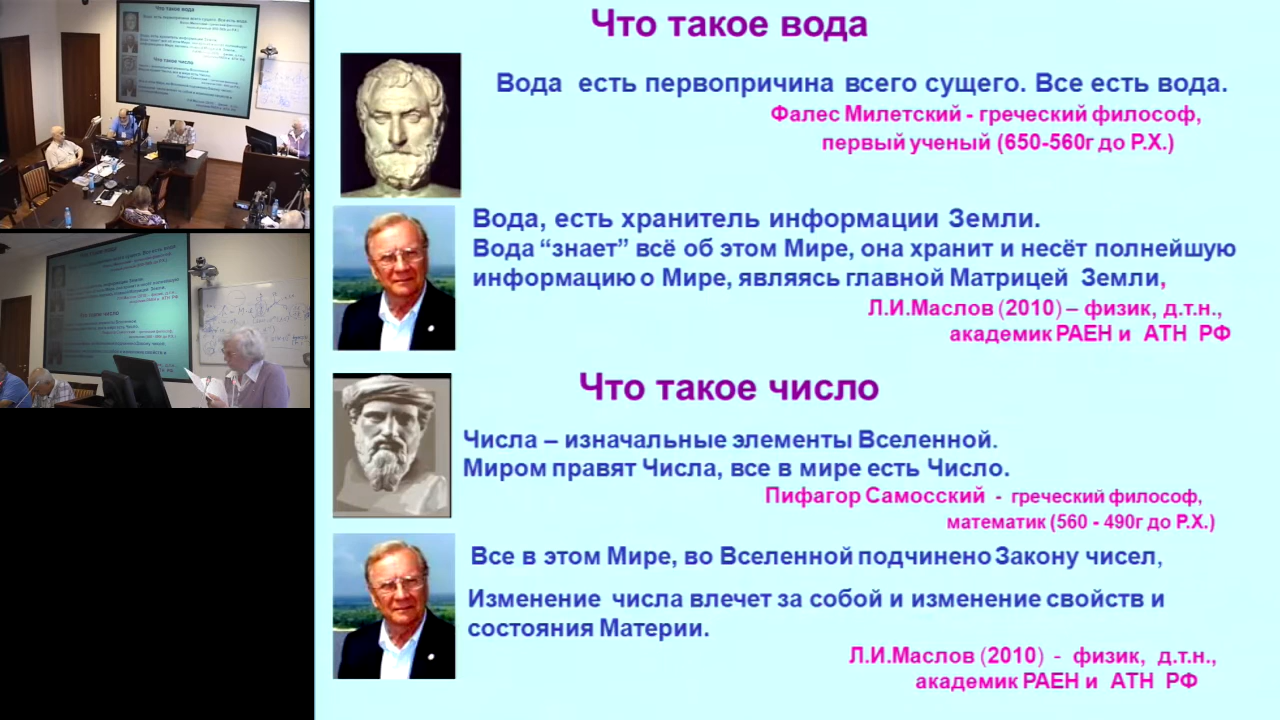 Что такое вода
Вода есть первопричина всего сущего. Все есть вода.
Фалес Милетский - греческий философ,
первый ученый (650-560г до Р.Х.)
Вода, есть хранитель информации Земли.
Вода “знает” всё об этом Мире, она хранит и несёт полнейшую
информацию о Мире, являясь главной Матрицей Земли,
Л.И.Маслов (2010) – физик, д.т.н.,
академик РАЕН и АТН РФ
Что такое число
Числа – изначальные элементы Вселенной.
Миром правят Числа, все в мире есть Число.
Пифагор Самосский - греческий философ,
математик (560 - 490г до Р.Х.)
Все в этом Мире, во Вселенной подчинено Закону чисел,
Изменение числа влечет за собой и изменение свойств и
состояния Материи.
Л.И.Маслов (2010) - физик, д.т.н.,
академик РАЕН и АТН РФ